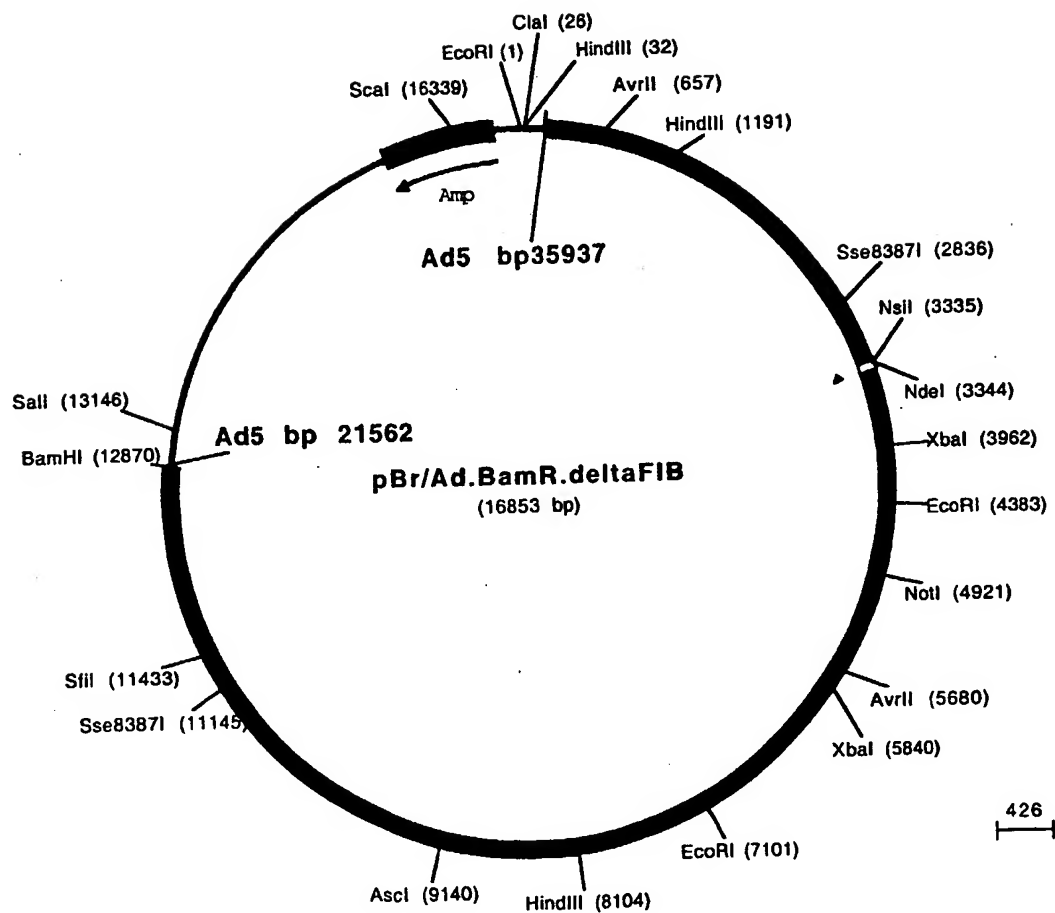 ClaI (26)
EcoRI (1)
HindIII (32)
ScaI (16339)
AvrII (657)
HindIII (1191)
Amp
Ad5 bp35937
Sse8387I (2836)
NsiI (3335)
NdeI (3344)
SalI (13146)
Ad5 bp 21562
BamHI (12870)
XbaI (3962)
pBr/Ad.BamR.deltaFIB
(16853 bp)
EcoRI (4383)
NotI (4921)
SfiI (11433)
Sse8387I (11145)
AvrII (5680)
XbaI (5840)
426
EcoRI (7101)
AscI (9140)
HindIII (8104)